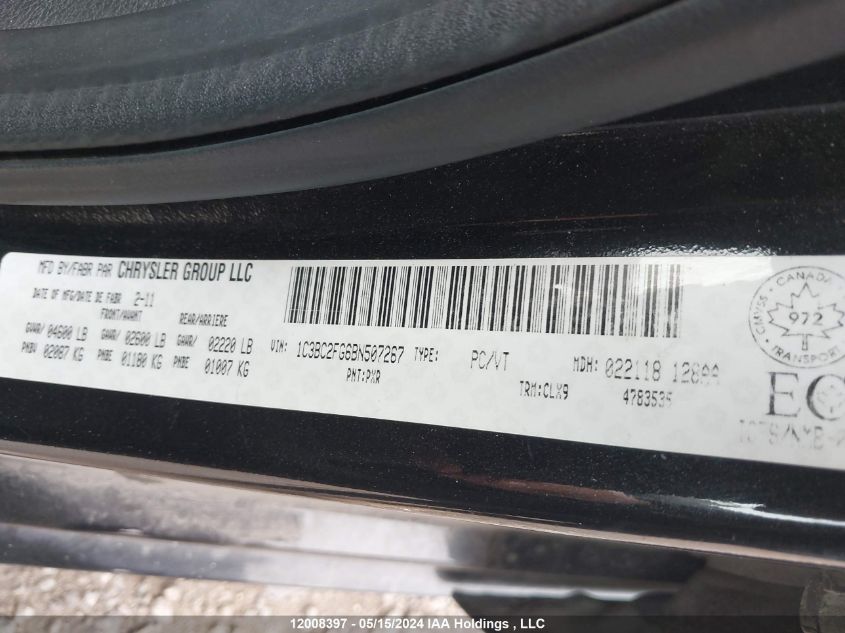 MFD BY/FABR PAR CHRYSLER GROUP LLC
DATE OF MFG/DATE DE FABR 2-11
FRONT/AVANT REAR/ARRIERE
GVWR/ 04600 LB GAWR/ 02600 LB GAWR/ 02220 LB
PNBV 02087 KG PNBE 01180 KG PNBE 01007 KG
VIN: 1C3BC2FG6BN507267 TYPE: PC/VT MDH: 022118 128AA
PNT:PXR TRM:CLX9 4783535
CANADA
CMVSS 972 NSVAC
TRANSPORT
EC
12008397 - 05/15/2024 IAA Holdings , LLC